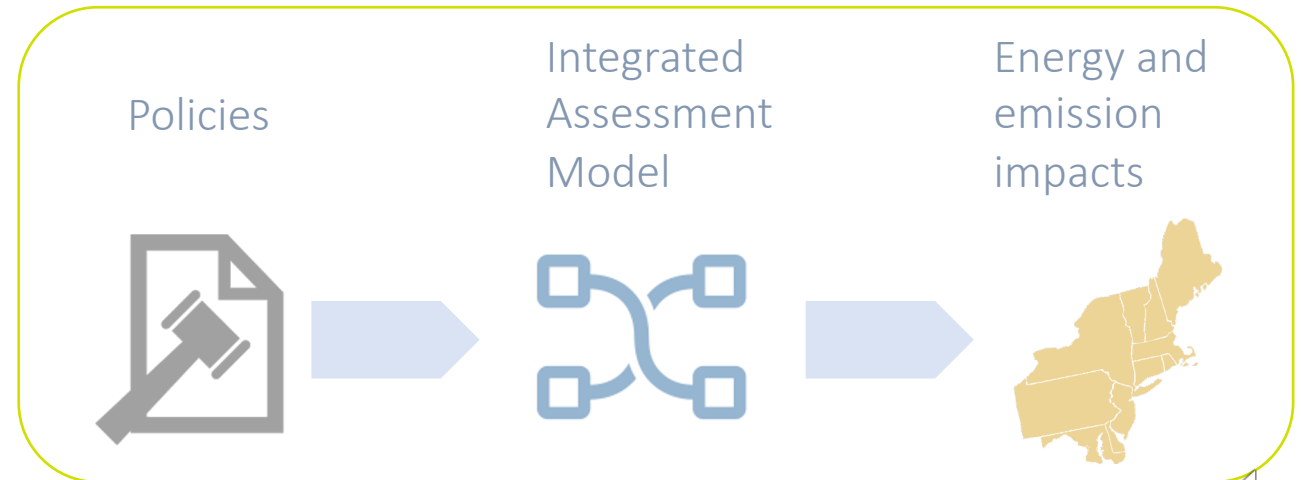 Policies
Integrated
Assessment
Model
Energy and
emission
impacts